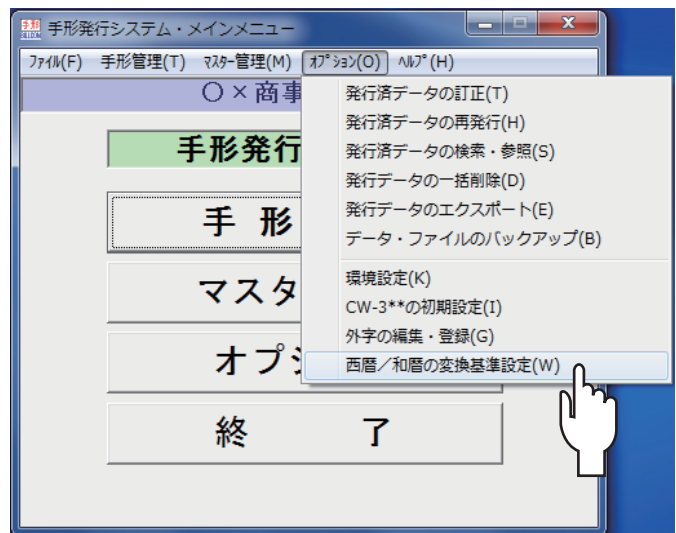 手形発行システム・メインメニュー
ﾌｧｲﾙ(F) 手形管理(T) ﾏｽﾀｰ管理(M) ｵﾌﾟｼｮﾝ(O) ﾍﾙﾌﾟ(H)
〇×商事
手形発行
手 形
マスタ
オプシ
終 了
発行済データの訂正(T)
発行済データの再発行(H)
発行済データの検索・参照(S)
発行データの一括削除(D)
発行データのエクスポート(E)
データ・ファイルのバックアップ(B)
環境設定(K)
CW-3**の初期設定(I)
外字の編集・登録(G)
西暦／和暦の変換基準設定(W)